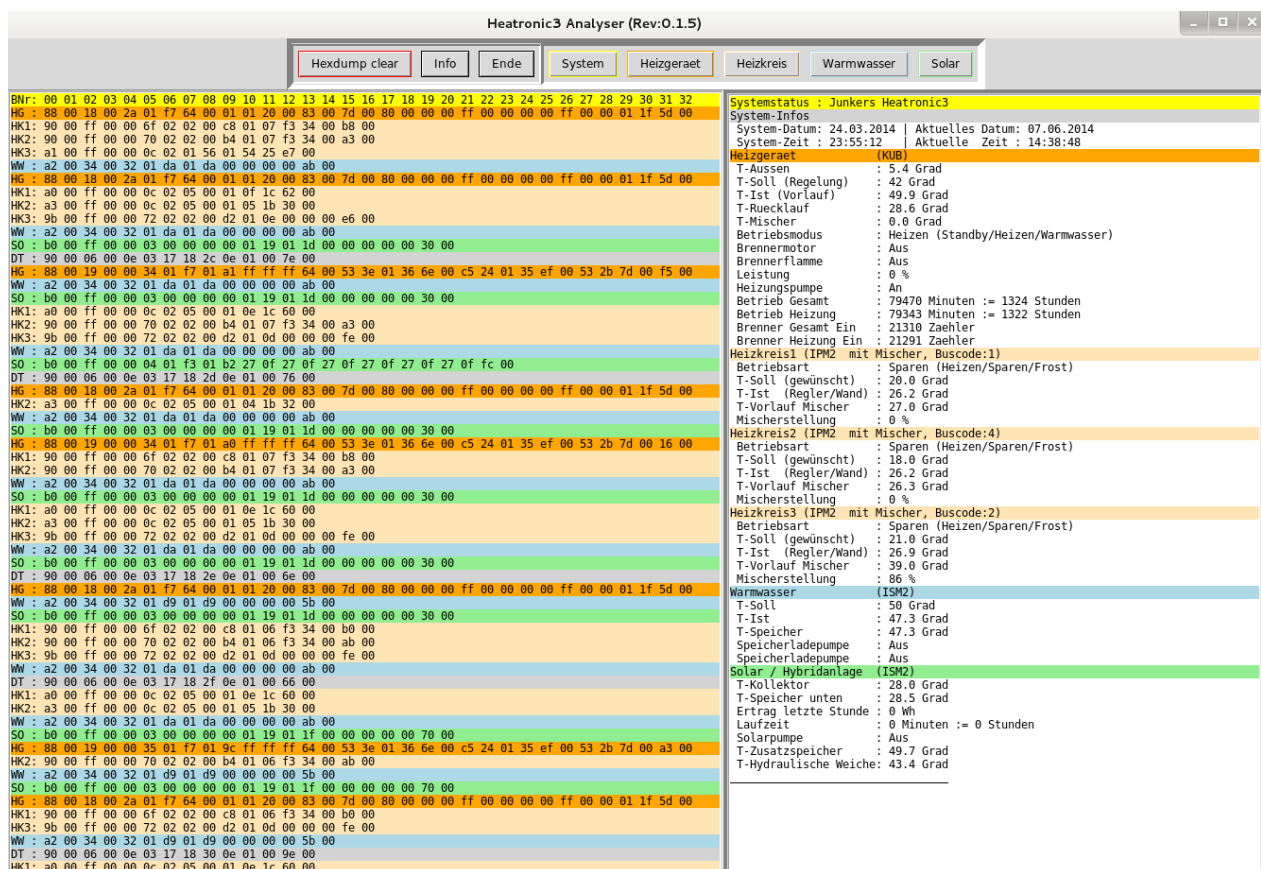 Heatronic3 Analyser (Rev:0.1.5)
Hexdump clear Info Ende System Heizgeraet Heizkreis Warmwasser Solar
BNr: 00 01 02 03 04 05 06 07 08 09 10 11 12 13 14 15 16 17 18 19 20 21 22 23 24 25 26 27 28 29 30 31 32
HG : 88 00 18 00 2a 01 f7 64 00 01 01 20 00 83 00 7d 00 80 00 00 00 ff 00 00 00 00 ff 00 00 01 1f 5d 00
HK1: 90 00 ff 00 00 6f 02 02 00 c8 01 07 f3 34 00 b8 00
HK2: 90 00 ff 00 00 70 02 02 00 b4 01 07 f3 34 00 a3 00
HK3: a1 00 ff 00 00 0c 02 01 56 01 54 25 e7 00
WW : a2 00 34 00 32 01 da 01 da 00 00 00 00 ab 00
HG : 88 00 18 00 2a 01 f7 64 00 01 01 20 00 83 00 7d 00 80 00 00 00 ff 00 00 00 00 ff 00 00 01 1f 5d 00
HK1: a0 00 ff 00 00 0c 02 05 00 01 0f 1c 62 00
HK2: a3 00 ff 00 00 0c 02 05 00 01 05 1b 30 00
HK3: 9b 00 ff 00 00 72 02 02 00 d2 01 0e 00 00 00 e6 00
WW : a2 00 34 00 32 01 da 01 da 00 00 00 00 ab 00
SO : b0 00 ff 00 00 03 00 00 00 00 01 19 01 1d 00 00 00 00 00 30 00
DT : 90 00 06 00 0e 03 17 18 2c 0e 01 00 7e 00
HG : 88 00 19 00 00 34 01 f7 01 a1 ff ff ff 64 00 53 3e 01 36 6e 00 c5 24 01 35 ef 00 53 2b 7d 00 f5 00
WW : a2 00 34 00 32 01 da 01 da 00 00 00 00 ab 00
SO : b0 00 ff 00 00 03 00 00 00 00 01 19 01 1d 00 00 00 00 00 30 00
HK1: a0 00 ff 00 00 0c 02 05 00 01 0e 1c 60 00
HK2: 90 00 ff 00 00 70 02 02 00 b4 01 07 f3 34 00 a3 00
HK3: 9b 00 ff 00 00 72 02 02 00 d2 01 0d 00 00 00 fe 00
WW : a2 00 34 00 32 01 da 01 da 00 00 00 00 ab 00
SO : b0 00 ff 00 00 04 01 f3 01 b2 27 0f 27 0f 27 0f 27 0f 27 0f 27 0f fc 00
DT : 90 00 06 00 0e 03 17 18 2d 0e 01 00 76 00
HG : 88 00 18 00 2a 01 f7 64 00 01 01 20 00 83 00 7d 00 80 00 00 00 ff 00 00 00 00 ff 00 00 01 1f 5d 00
HK2: a3 00 ff 00 00 0c 02 05 00 01 04 1b 32 00
WW : a2 00 34 00 32 01 da 01 da 00 00 00 00 ab 00
SO : b0 00 ff 00 00 03 00 00 00 00 01 19 01 1d 00 00 00 00 00 30 00
HG : 88 00 19 00 00 34 01 f7 01 a0 ff ff ff 64 00 53 3e 01 36 6e 00 c5 24 01 35 ef 00 53 2b 7d 00 16 00
HK1: 90 00 ff 00 00 6f 02 02 00 c8 01 07 f3 34 00 b8 00
HK2: 90 00 ff 00 00 70 02 02 00 b4 01 07 f3 34 00 a3 00
WW : a2 00 34 00 32 01 da 01 da 00 00 00 00 ab 00
SO : b0 00 ff 00 00 03 00 00 00 00 01 19 01 1d 00 00 00 00 00 30 00
HK1: a0 00 ff 00 00 0c 02 05 00 01 0e 1c 60 00
HK2: a3 00 ff 00 00 0c 02 05 00 01 05 1b 30 00
HK3: 9b 00 ff 00 00 72 02 02 00 d2 01 0d 00 00 00 fe 00
WW : a2 00 34 00 32 01 da 01 da 00 00 00 00 ab 00
SO : b0 00 ff 00 00 03 00 00 00 00 01 19 01 1d 00 00 00 00 00 30 00
DT : 90 00 06 00 0e 03 17 18 2e 0e 01 00 6e 00
HG : 88 00 18 00 2a 01 f7 64 00 01 01 20 00 83 00 7d 00 80 00 00 00 ff 00 00 00 00 ff 00 00 01 1f 5d 00
WW : a2 00 34 00 32 01 d9 01 d9 00 00 00 00 5b 00
SO : b0 00 ff 00 00 03 00 00 00 00 01 19 01 1d 00 00 00 00 00 30 00
HK1: 90 00 ff 00 00 6f 02 02 00 c8 01 06 f3 34 00 b0 00
HK2: 90 00 ff 00 00 70 02 02 00 b4 01 06 f3 34 00 ab 00
HK3: 9b 00 ff 00 00 72 02 02 00 d2 01 0d 00 00 00 fe 00
WW : a2 00 34 00 32 01 da 01 da 00 00 00 00 ab 00
DT : 90 00 06 00 0e 03 17 18 2f 0e 01 00 66 00
HK1: a0 00 ff 00 00 0c 02 05 00 01 0e 1c 60 00
HK2: a3 00 ff 00 00 0c 02 05 00 01 05 1b 30 00
WW : a2 00 34 00 32 01 da 01 da 00 00 00 00 ab 00
SO : b0 00 ff 00 00 03 00 00 00 00 01 19 01 1f 00 00 00 00 00 70 00
HG : 88 00 19 00 00 35 01 f7 01 9c ff ff ff 64 00 53 3e 01 36 6e 00 c5 24 01 35 ef 00 53 2b 7d 00 a3 00
HK2: 90 00 ff 00 00 70 02 02 00 b4 01 06 f3 34 00 ab 00
WW : a2 00 34 00 32 01 d9 01 d9 00 00 00 00 5b 00
SO : b0 00 ff 00 00 03 00 00 00 00 01 19 01 1f 00 00 00 00 00 70 00
HG : 88 00 18 00 2a 01 f7 64 00 01 01 20 00 83 00 7d 00 80 00 00 00 ff 00 00 00 00 ff 00 00 01 1f 5d 00
HK1: 90 00 ff 00 00 6f 02 02 00 c8 01 06 f3 34 00 b0 00
HK3: 9b 00 ff 00 00 72 02 02 00 d2 01 0d 00 00 00 fe 00
WW : a2 00 34 00 32 01 d9 01 d9 00 00 00 00 5b 00
DT : 90 00 06 00 0e 03 17 18 30 0e 01 00 9e 00
HK1: a0 00 ff 00 00 0c 02 05 00 01 0e 1c 60 00
Systemstatus : Junkers Heatronic3
System-Infos
System-Datum: 24.03.2014 | Aktuelles Datum: 07.06.2014
System-Zeit : 23:55:12 | Aktuelle Zeit : 14:38:48
Heizgeraet (KUB)
T-Aussen : 5.4 Grad
T-Soll (Regelung) : 42 Grad
T-Ist (Vorlauf) : 49.9 Grad
T-Ruecklauf : 28.6 Grad
T-Mischer : 0.0 Grad
Betriebsmodus : Heizen (Standby/Heizen/Warmwasser)
Brennermotor : Aus
Brennerflamme : Aus
Leistung : 0 %
Heizungspumpe : An
Betrieb Gesamt : 79470 Minuten := 1324 Stunden
Betrieb Heizung : 79343 Minuten := 1322 Stunden
Brenner Gesamt Ein : 21310 Zaehler
Brenner Heizung Ein : 21291 Zaehler
Heizkreis1 (IPM2 mit Mischer, Buscode:1)
Betriebsart : Sparen (Heizen/Sparen/Frost)
T-Soll (gewünscht) : 20.0 Grad
T-Ist (Regler/Wand) : 26.2 Grad
T-Vorlauf Mischer : 27.0 Grad
Mischerstellung : 0 %
Heizkreis2 (IPM2 mit Mischer, Buscode:4)
Betriebsart : Sparen (Heizen/Sparen/Frost)
T-Soll (gewünscht) : 18.0 Grad
T-Ist (Regler/Wand) : 26.2 Grad
T-Vorlauf Mischer : 26.3 Grad
Mischerstellung : 0 %
Heizkreis3 (IPM2 mit Mischer, Buscode:2)
Betriebsart : Sparen (Heizen/Sparen/Frost)
T-Soll (gewünscht) : 21.0 Grad
T-Ist (Regler/Wand) : 26.9 Grad
T-Vorlauf Mischer : 39.0 Grad
Mischerstellung : 86 %
Warmwasser (ISM2)
T-Soll : 50 Grad
T-Ist : 47.3 Grad
T-Speicher : 47.3 Grad
Speicherladepumpe : Aus
Speicherladepumpe : Aus
Solar / Hybridanlage (ISM2)
T-Kollektor : 28.0 Grad
T-Speicher unten : 28.5 Grad
Ertrag letzte Stunde : 0 Wh
Laufzeit : 0 Minuten := 0 Stunden
Solarpumpe : Aus
T-Zusatzspeicher : 49.7 Grad
T-Hydraulische Weiche: 43.4 Grad